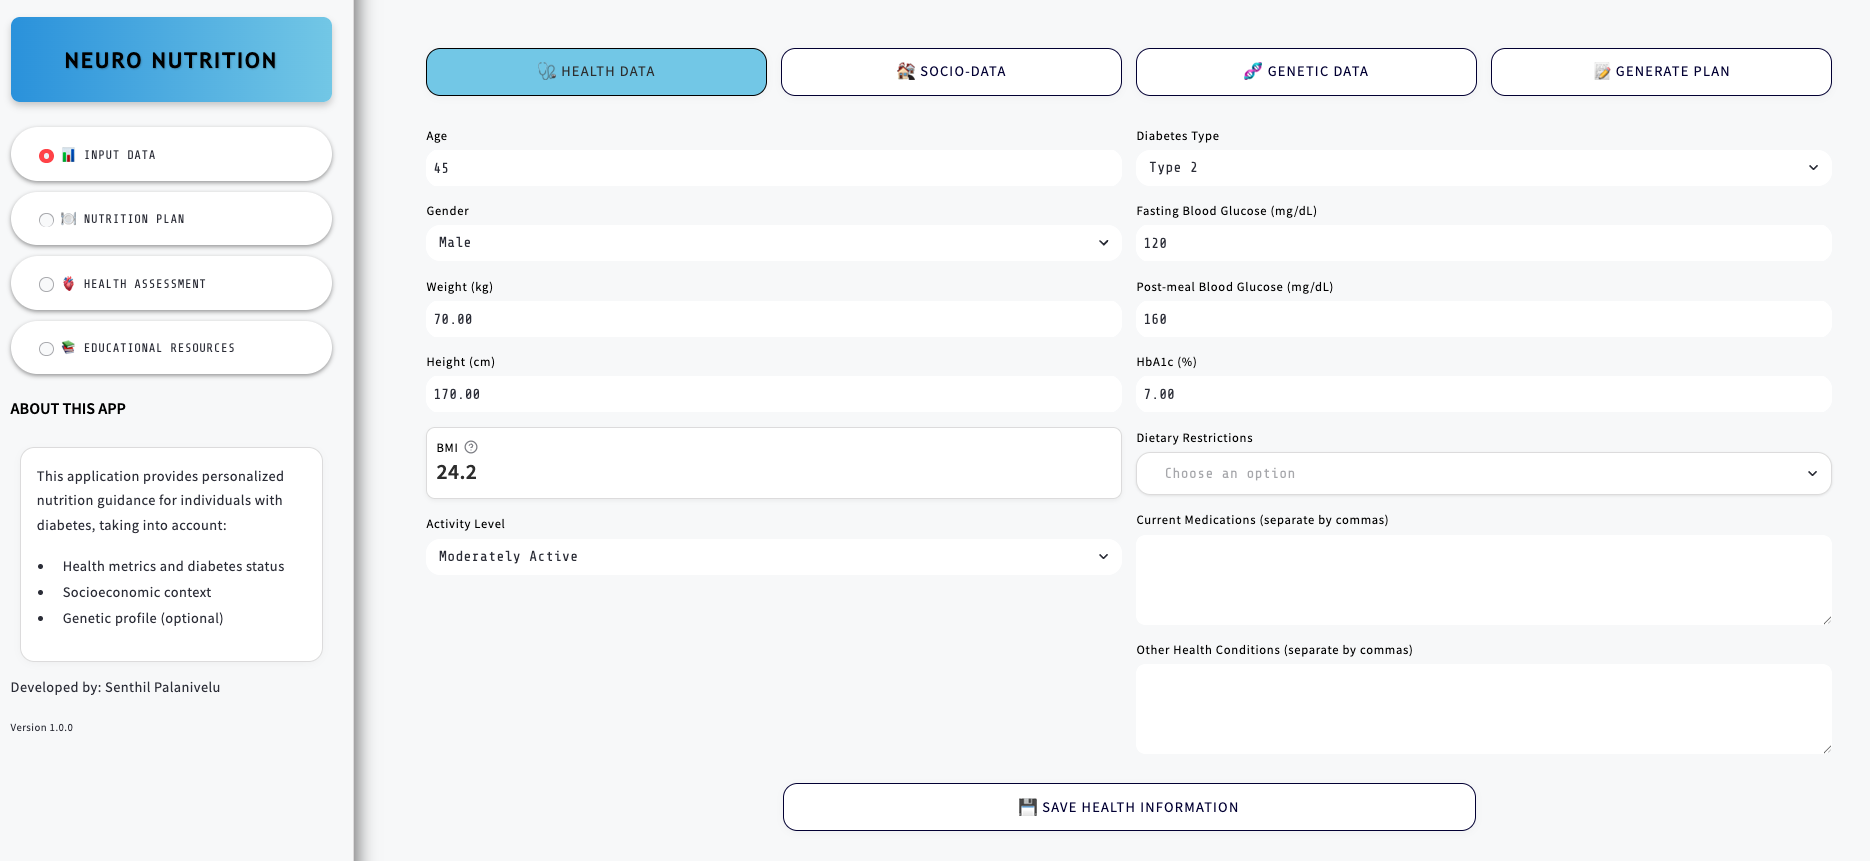 NEURO NUTRITION
INPUT DATA
NUTRITION PLAN
HEALTH ASSESSMENT
EDUCATIONAL RESOURCES
ABOUT THIS APP
This application provides personalized
nutrition guidance for individuals with
diabetes, taking into account:
Health metrics and diabetes status
Socioeconomic context
Genetic profile (optional)
Developed by: Senthil Palanivelu
Version 1.0.0
HEALTH DATA
SOCIO-DATA
GENETIC DATA
GENERATE PLAN
Age
45
Gender
Male
Weight (kg)
70.00
Height (cm)
170.00
BMI
24.2
Activity Level
Moderately Active
Diabetes Type
Type 2
Fasting Blood Glucose (mg/dL)
120
Post-meal Blood Glucose (mg/dL)
160
HbA1c (%)
7.00
Dietary Restrictions
Choose an option
Current Medications (separate by commas)
Other Health Conditions (separate by commas)
SAVE HEALTH INFORMATION